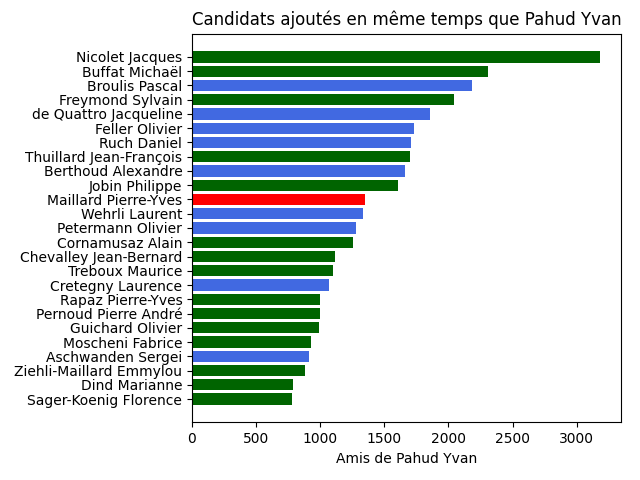 Candidats ajoutés en même temps que Pahud Yvan
Nicolet Jacques
Buffat Michaël
Broulis Pascal
Freymond Sylvain
de Quattro Jacqueline
Feller Olivier
Ruch Daniel
Thuillard Jean-François
Berthoud Alexandre
Jobin Philippe
Maillard Pierre-Yves
Wehrli Laurent
Petermann Olivier
Cornamusaz Alain
Chevalley Jean-Bernard
Treboux Maurice
Cretegny Laurence
Rapaz Pierre-Yves
Pernoud Pierre André
Guichard Olivier
Moscheni Fabrice
Aschwanden Sergei
Ziehli-Maillard Emmylou
Dind Marianne
Sager-Koenig Florence
0 500 1000 1500 2000 2500 3000
Amis de Pahud Yvan